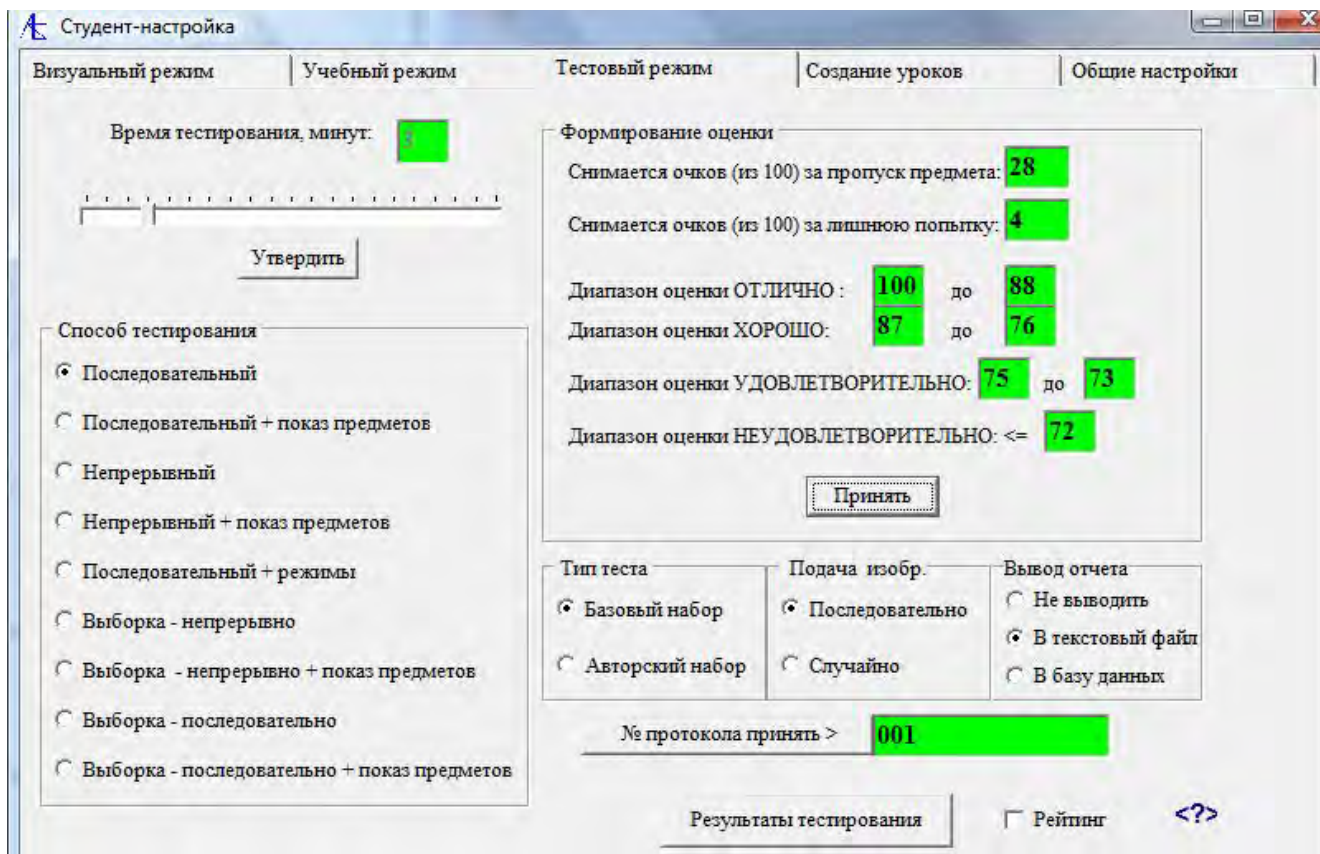 Студент-настройка
Визуальный режим
Учебный режим
Тестовый режим
Создание уроков
Общие настройки
Время тестирования, минут:
Утвердить
Способ тестирования
Последовательный
Последовательный + показ предметов
Непрерывный
Непрерывный + показ предметов
Последовательный + режимы
Выборка - непрерывно
Выборка - непрерывно + показ предметов
Выборка - последовательно
Выборка - последовательно + показ предметов
Формирование оценки
Снимается очков (из 100) за пропуск предмета: 28
Снимается очков (из 100) за лишнюю попытку: 4
Диапазон оценки ОТЛИЧНО : 100 до 88
Диапазон оценки ХОРОШО: 87 до 76
Диапазон оценки УДОВЛЕТВОРИТЕЛЬНО: 75 до 73
Диапазон оценки НЕУДОВЛЕТВОРИТЕЛЬНО: <= 72
Принять
Тип теста
Базовый набор
Авторский набор
Подача изобр.
Последовательно
Случайно
Вывод отчета
Не выводить
В текстовый файл
В базу данных
№ протокола принять > 001
Результаты тестирования
Рейтинг
<?>